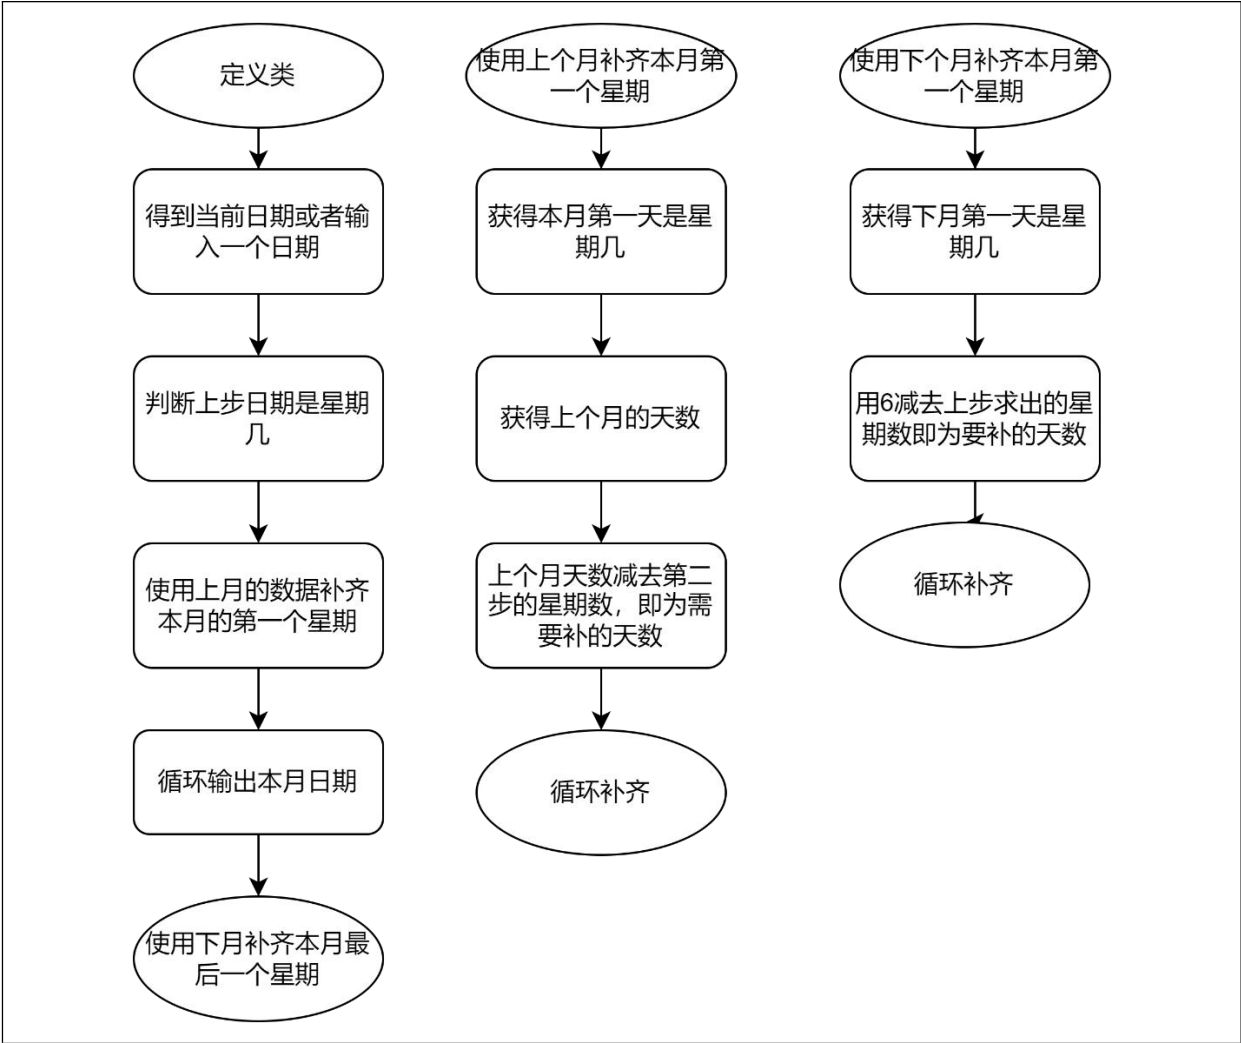 定义类
得到当前日期或者输
入一个日期
判断上步日期是星期
几
使用上月的数据补齐
本月的第一个星期
循环输出本月日期
使用下月补齐本月最
后一个星期
使用上个月补齐本月第
一个星期
获得本月第一天是星
期几
获得上个月的天数
上个月天数减去第二
步的星期数，即为需
要补的天数
循环补齐
使用下个月补齐本月第
一个星期
获得下月第一天是星
期几
用6减去上步求出的星
期数即为要补的天数
循环补齐